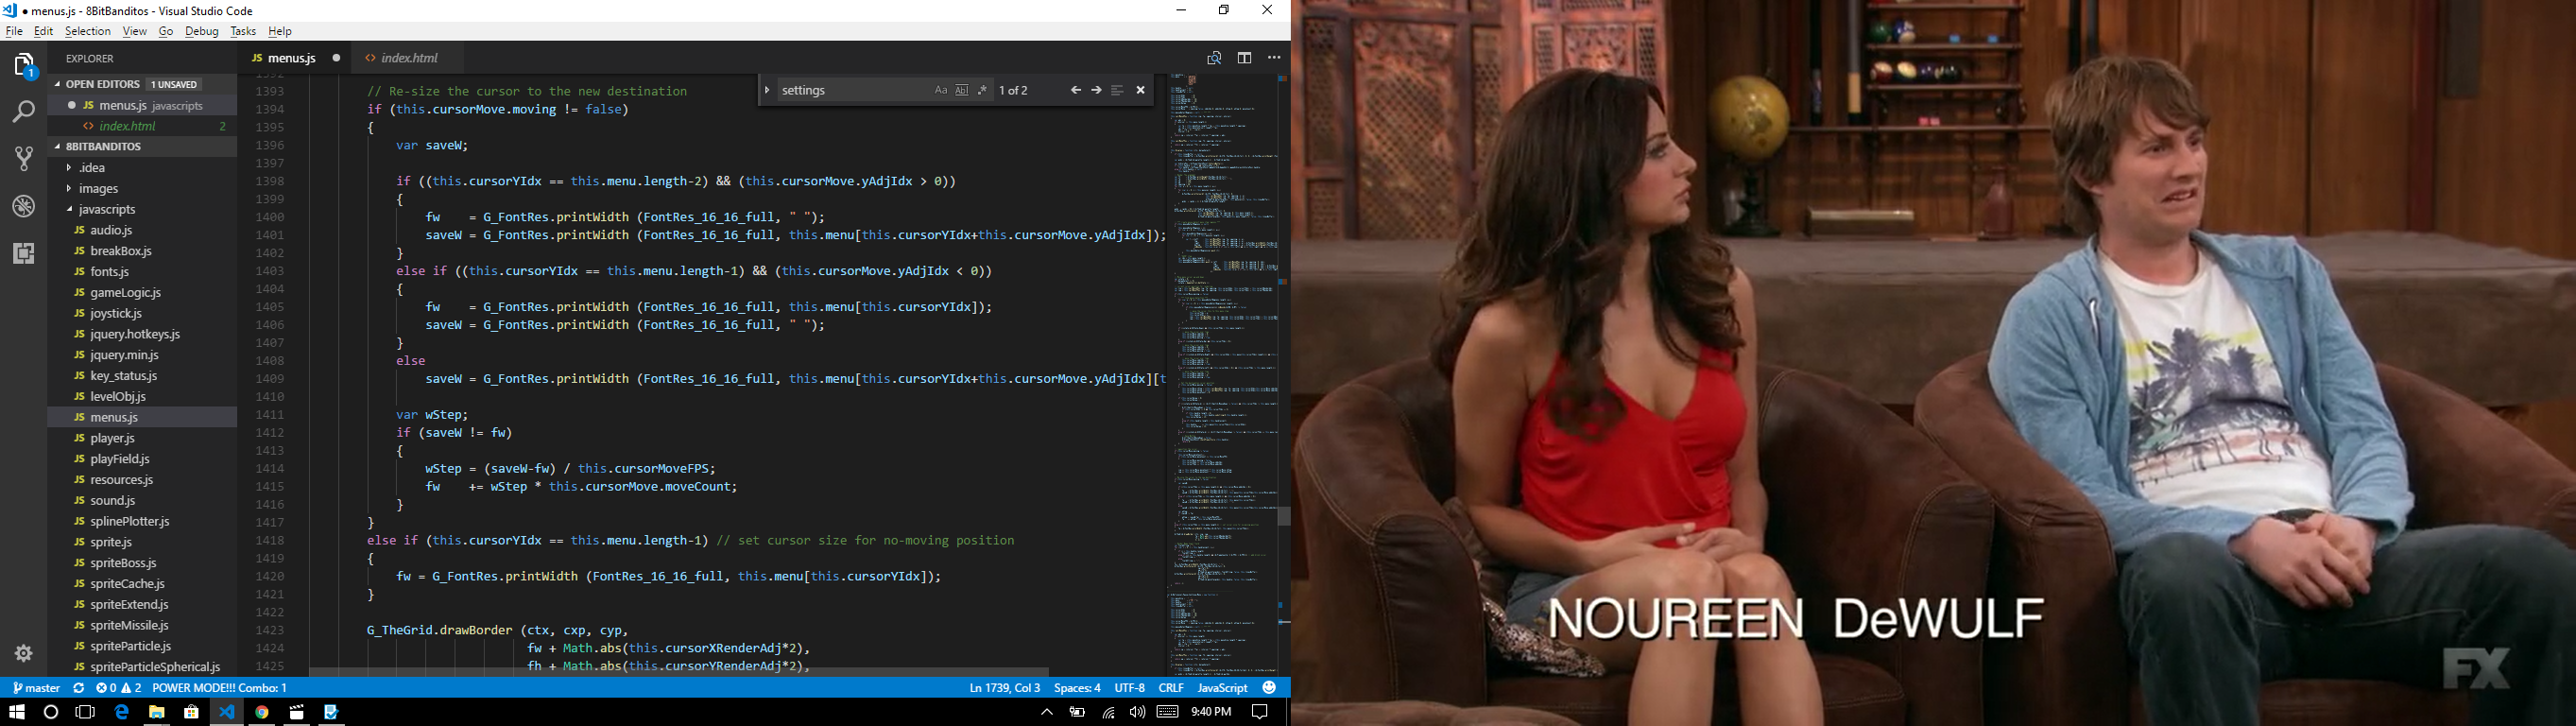 ● menus.js - 8BitBanditos - Visual Studio Code
File Edit Selection View Go Debug Tasks Help
EXPLORER
OPEN EDITORS 1 UNSAVED
● JS menus.js javascripts
<> index.html 2
8BITBANDITOS
.idea
images
javascripts
JS audio.js
JS breakBox.js
JS fonts.js
JS gameLogic.js
JS joystick.js
JS jquery.hotkeys.js
JS jquery.min.js
JS key_status.js
JS levelObj.js
JS menus.js
JS player.js
JS playField.js
JS resources.js
JS sound.js
JS splinePlotter.js
JS sprite.js
JS spriteBoss.js
JS spriteCache.js
JS spriteExtend.js
JS spriteMissile.js
JS spriteParticle.js
JS spriteParticleSpherical.js
JS menus.js ● <> index.html
settings Aa Abl .* 1 of 2
1392
1393 // Re-size the cursor to the new destination
1394 if (this.cursorMove.moving != false)
1395 {
1396 var saveW;
1397
1398 if ((this.cursorYIdx == this.menu.length-2) && (this.cursorMove.yAdjIdx > 0))
1399 {
1400 fw = G_FontRes.printWidth (FontRes_16_16_full, " ");
1401 saveW = G_FontRes.printWidth (FontRes_16_16_full, this.menu[this.cursorYIdx+this.cursorMove.yAdjIdx]);
1402 }
1403 else if ((this.cursorYIdx == this.menu.length-1) && (this.cursorMove.yAdjIdx < 0))
1404 {
1405 fw = G_FontRes.printWidth (FontRes_16_16_full, this.menu[this.cursorYIdx]);
1406 saveW = G_FontRes.printWidth (FontRes_16_16_full, " ");
1407 }
1408 else
1409 saveW = G_FontRes.printWidth (FontRes_16_16_full, this.menu[this.cursorYIdx+this.cursorMove.yAdjIdx][t
1410
1411 var wStep;
1412 if (saveW != fw)
1413 {
1414 wStep = (saveW-fw) / this.cursorMoveFPS;
1415 fw += wStep * this.cursorMove.moveCount;
1416 }
1417 }
1418 else if (this.cursorYIdx == this.menu.length-1) // set cursor size for no-moving position
1419 {
1420 fw = G_FontRes.printWidth (FontRes_16_16_full, this.menu[this.cursorYIdx]);
1421 }
1422
1423 G_TheGrid.drawBorder (ctx, cxp, cyp,
1424 fw + Math.abs(this.cursorXRenderAdj*2),
1425 fh + Math.abs(this.cursorYRenderAdj*2),
master 0 2 POWER MODE!!! Combo: 1 Ln 1739, Col 3 Spaces: 4 UTF-8 CRLF JavaScript
9:40 PM
NOUREEN DeWULF
FX